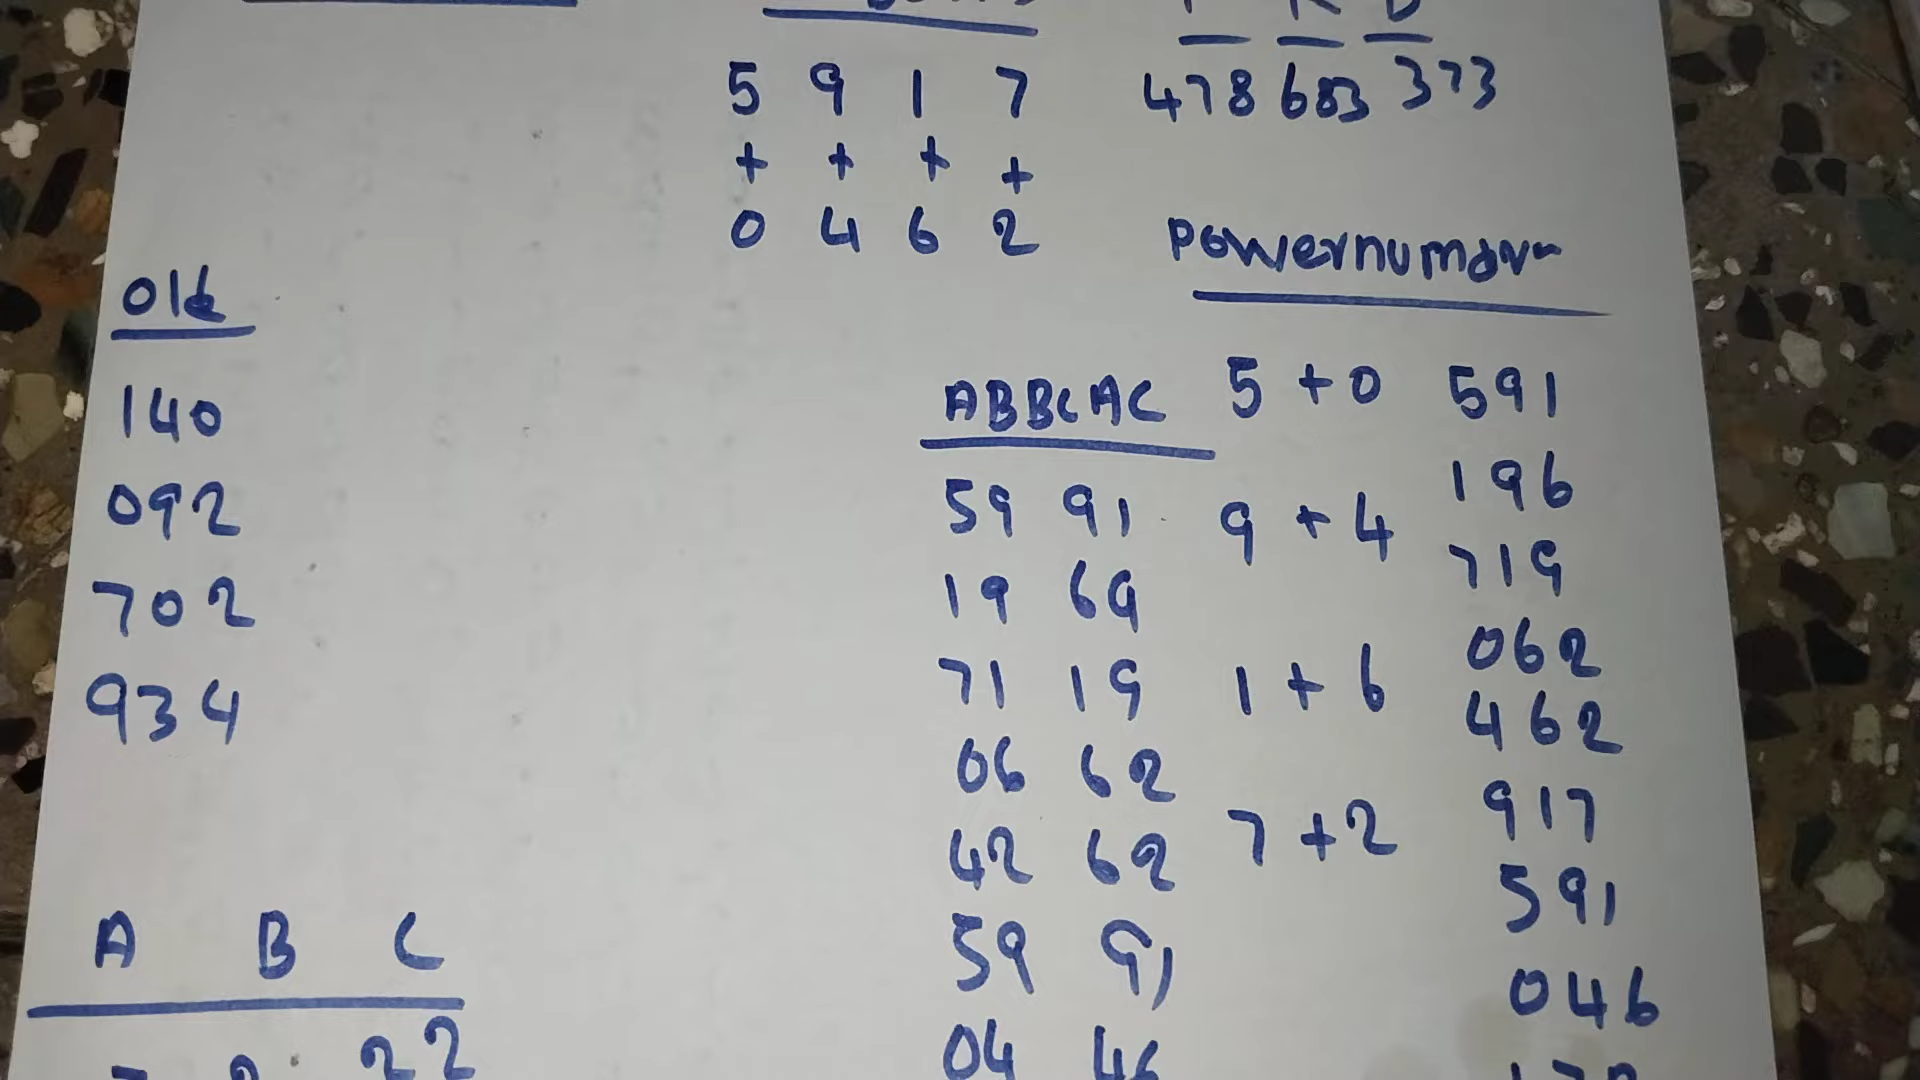 5 9 1 7
+ + + +
0 4 6 2
478 683 373
Powernumbr
Old
140
092
702
934
ABBCAC
59 91
19 69
71 19
06 62
42 62
59 91
04 46
5 + 0
9 + 4
1 + 6
7 + 2
591
196
719
062
462
917
591
046
A B C
22